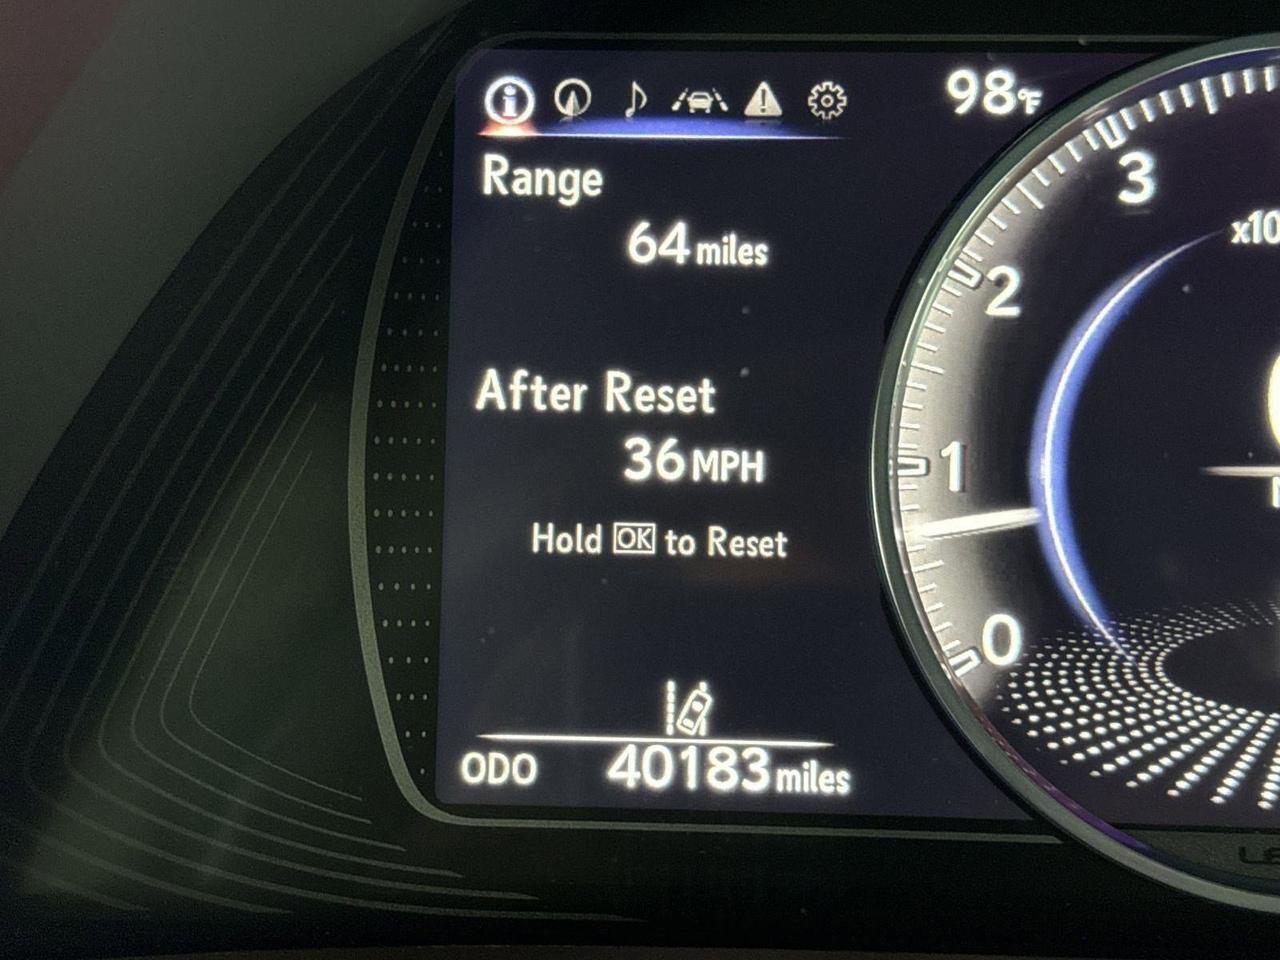 98°F
Range
64 miles
After Reset
36 MPH
Hold OK to Reset
ODO 40183 miles
3
2
x10
1
0